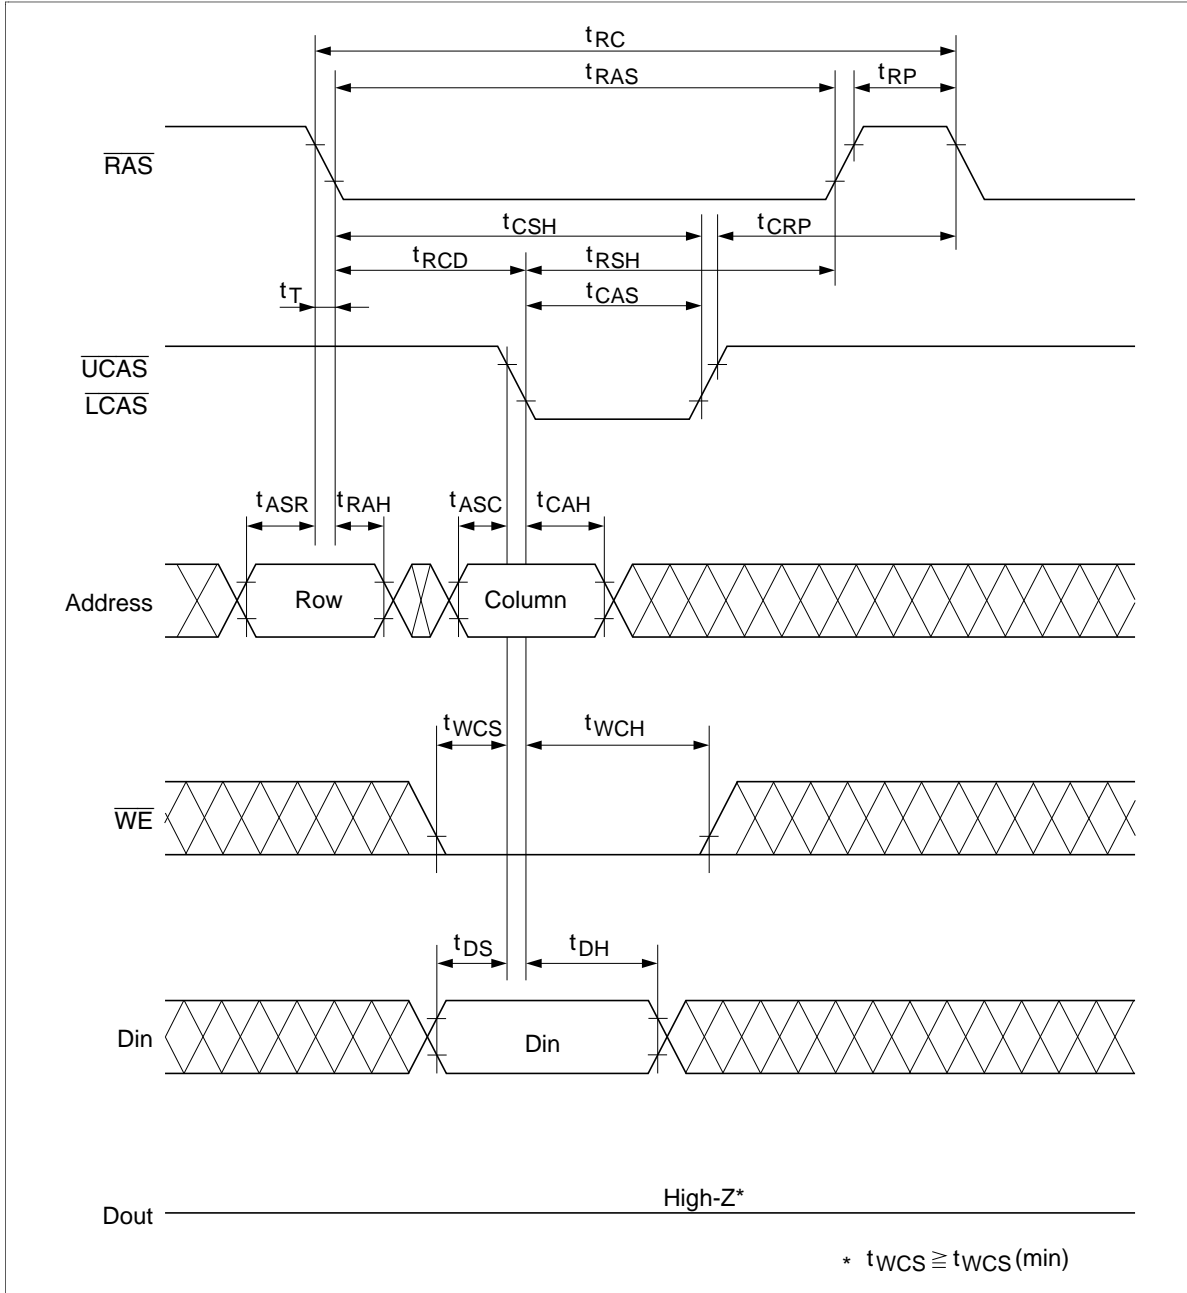 tRC
tRAS
tRP
RAS
tCSH
tCRP
tRCD
tRSH
tT
tCAS
UCAS
LCAS
tASR
tRAH
tASC
tCAH
Address
Row
Column
tWCS
tWCH
WE
tDS
tDH
Din
Din
High-Z*
Dout
* tWCS ≧ tWCS(min)